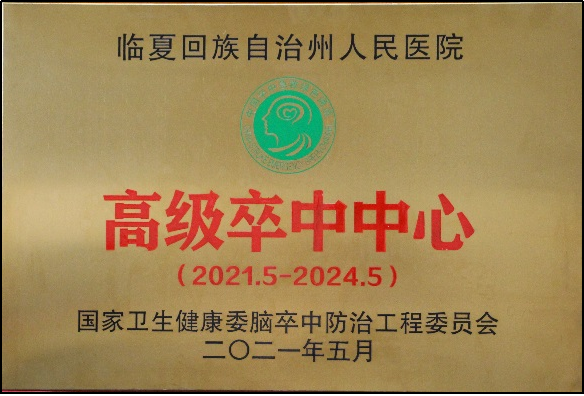 临夏回族自治州人民医院
高级卒中中心
(2021.5-2024.5)
国家卫生健康委脑卒中防治工程委员会
二〇二一年五月